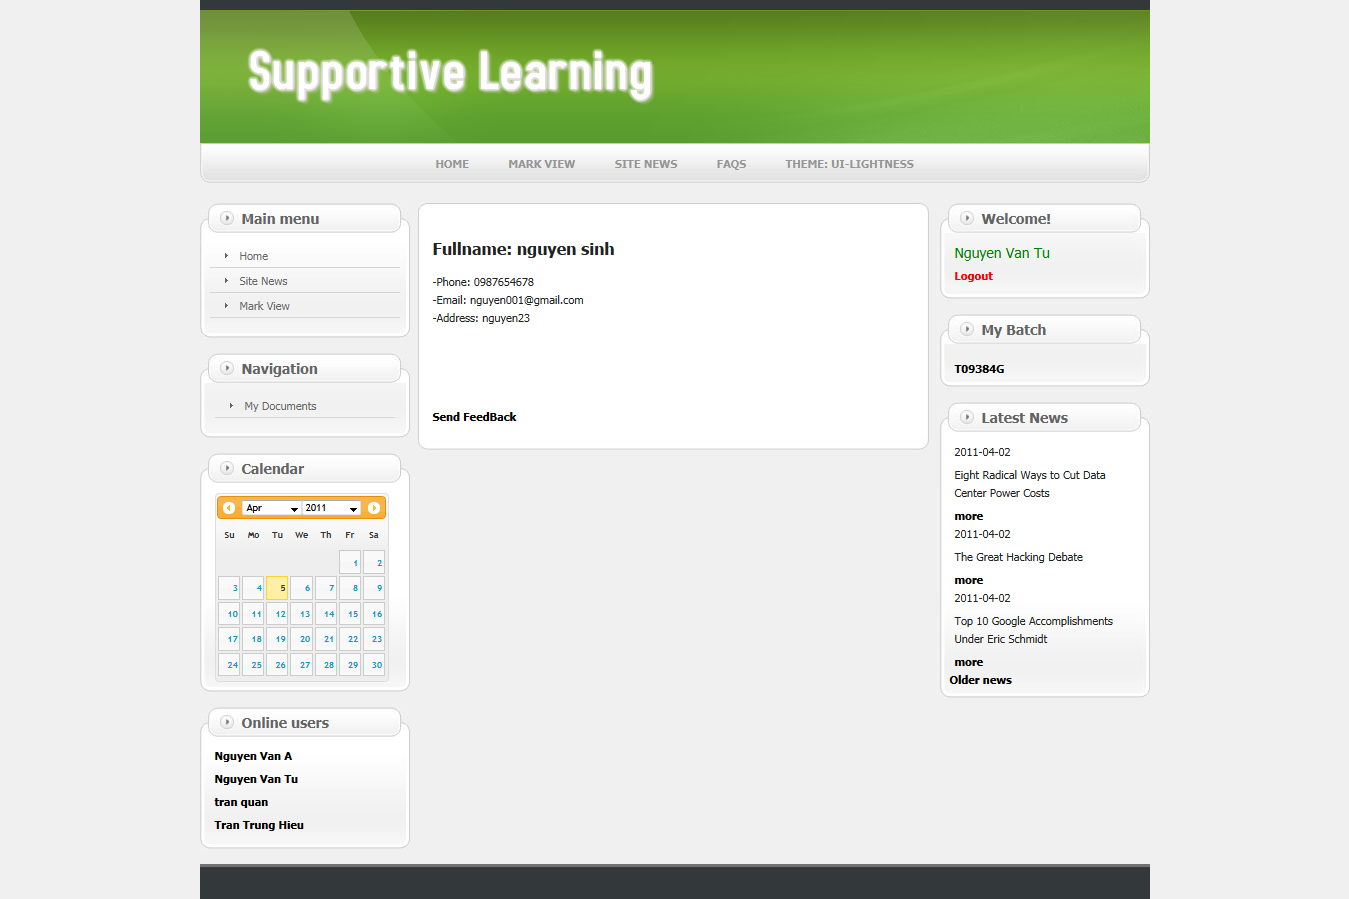 Supportive Learning
HOME MARK VIEW SITE NEWS FAQS THEME: UI-LIGHTNESS
Main menu
Home
Site News
Mark View
Navigation
My Documents
Calendar
Apr 2011
Su Mo Tu We Th Fr Sa
1 2
3 4 5 6 7 8 9
10 11 12 13 14 15 16
17 18 19 20 21 22 23
24 25 26 27 28 29 30
Online users
Nguyen Van A
Nguyen Van Tu
tran quan
Tran Trung Hieu
Fullname: nguyen sinh
-Phone: 0987654678
-Email: nguyen001@gmail.com
-Address: nguyen23
Send FeedBack
Welcome!
Nguyen Van Tu
Logout
My Batch
T09384G
Latest News
2011-04-02
Eight Radical Ways to Cut Data
Center Power Costs
more
2011-04-02
The Great Hacking Debate
more
2011-04-02
Top 10 Google Accomplishments
Under Eric Schmidt
more
Older news